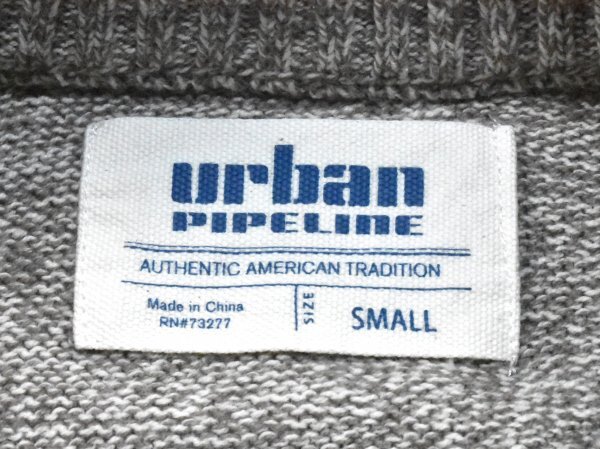 urban
PIPELINE
AUTHENTIC AMERICAN TRADITION
Made in China
RN#73277
SIZE
SMALL